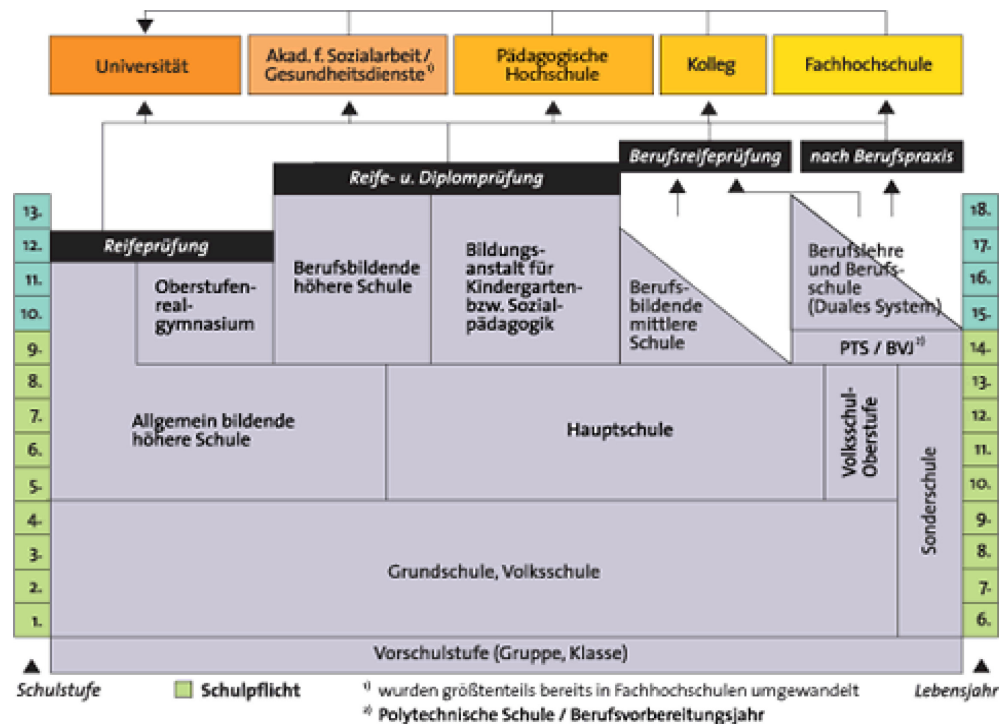 Universität
Akad. f. Sozialarbeit /
Gesundheitsdienste¹⁾
Pädagogische
Hochschule
Kolleg
Fachhochschule
Berufsreifeprüfung
nach Berufspraxis
Reife- u. Diplomprüfung
Reifeprüfung
13.
12.
11.
10.
9.
8.
7.
6.
5.
4.
3.
2.
1.
18.
17.
16.
15.
14.
13.
12.
11.
10.
9.
8.
7.
6.
Oberstufen-
real-
gymnasium
Berufsbildende
höhere Schule
Bildungs-
anstalt für
Kindergarten-
bzw. Sozial-
pädagogik
Berufs-
bildende
mittlere
Schule
Berufslehre
und Berufs-
schule
(Duales System)
PTS / BVJ²⁾
Allgemein bildende
höhere Schule
Hauptschule
Volksschul-
Oberstufe
Sonderschule
Grundschule, Volksschule
Vorschulstufe (Gruppe, Klasse)
Schulstufe
Schulpflicht
¹⁾ wurden größtenteils bereits in Fachhochschulen umgewandelt
²⁾ Polytechnische Schule / Berufsvorbereitungsjahr
Lebensjahr